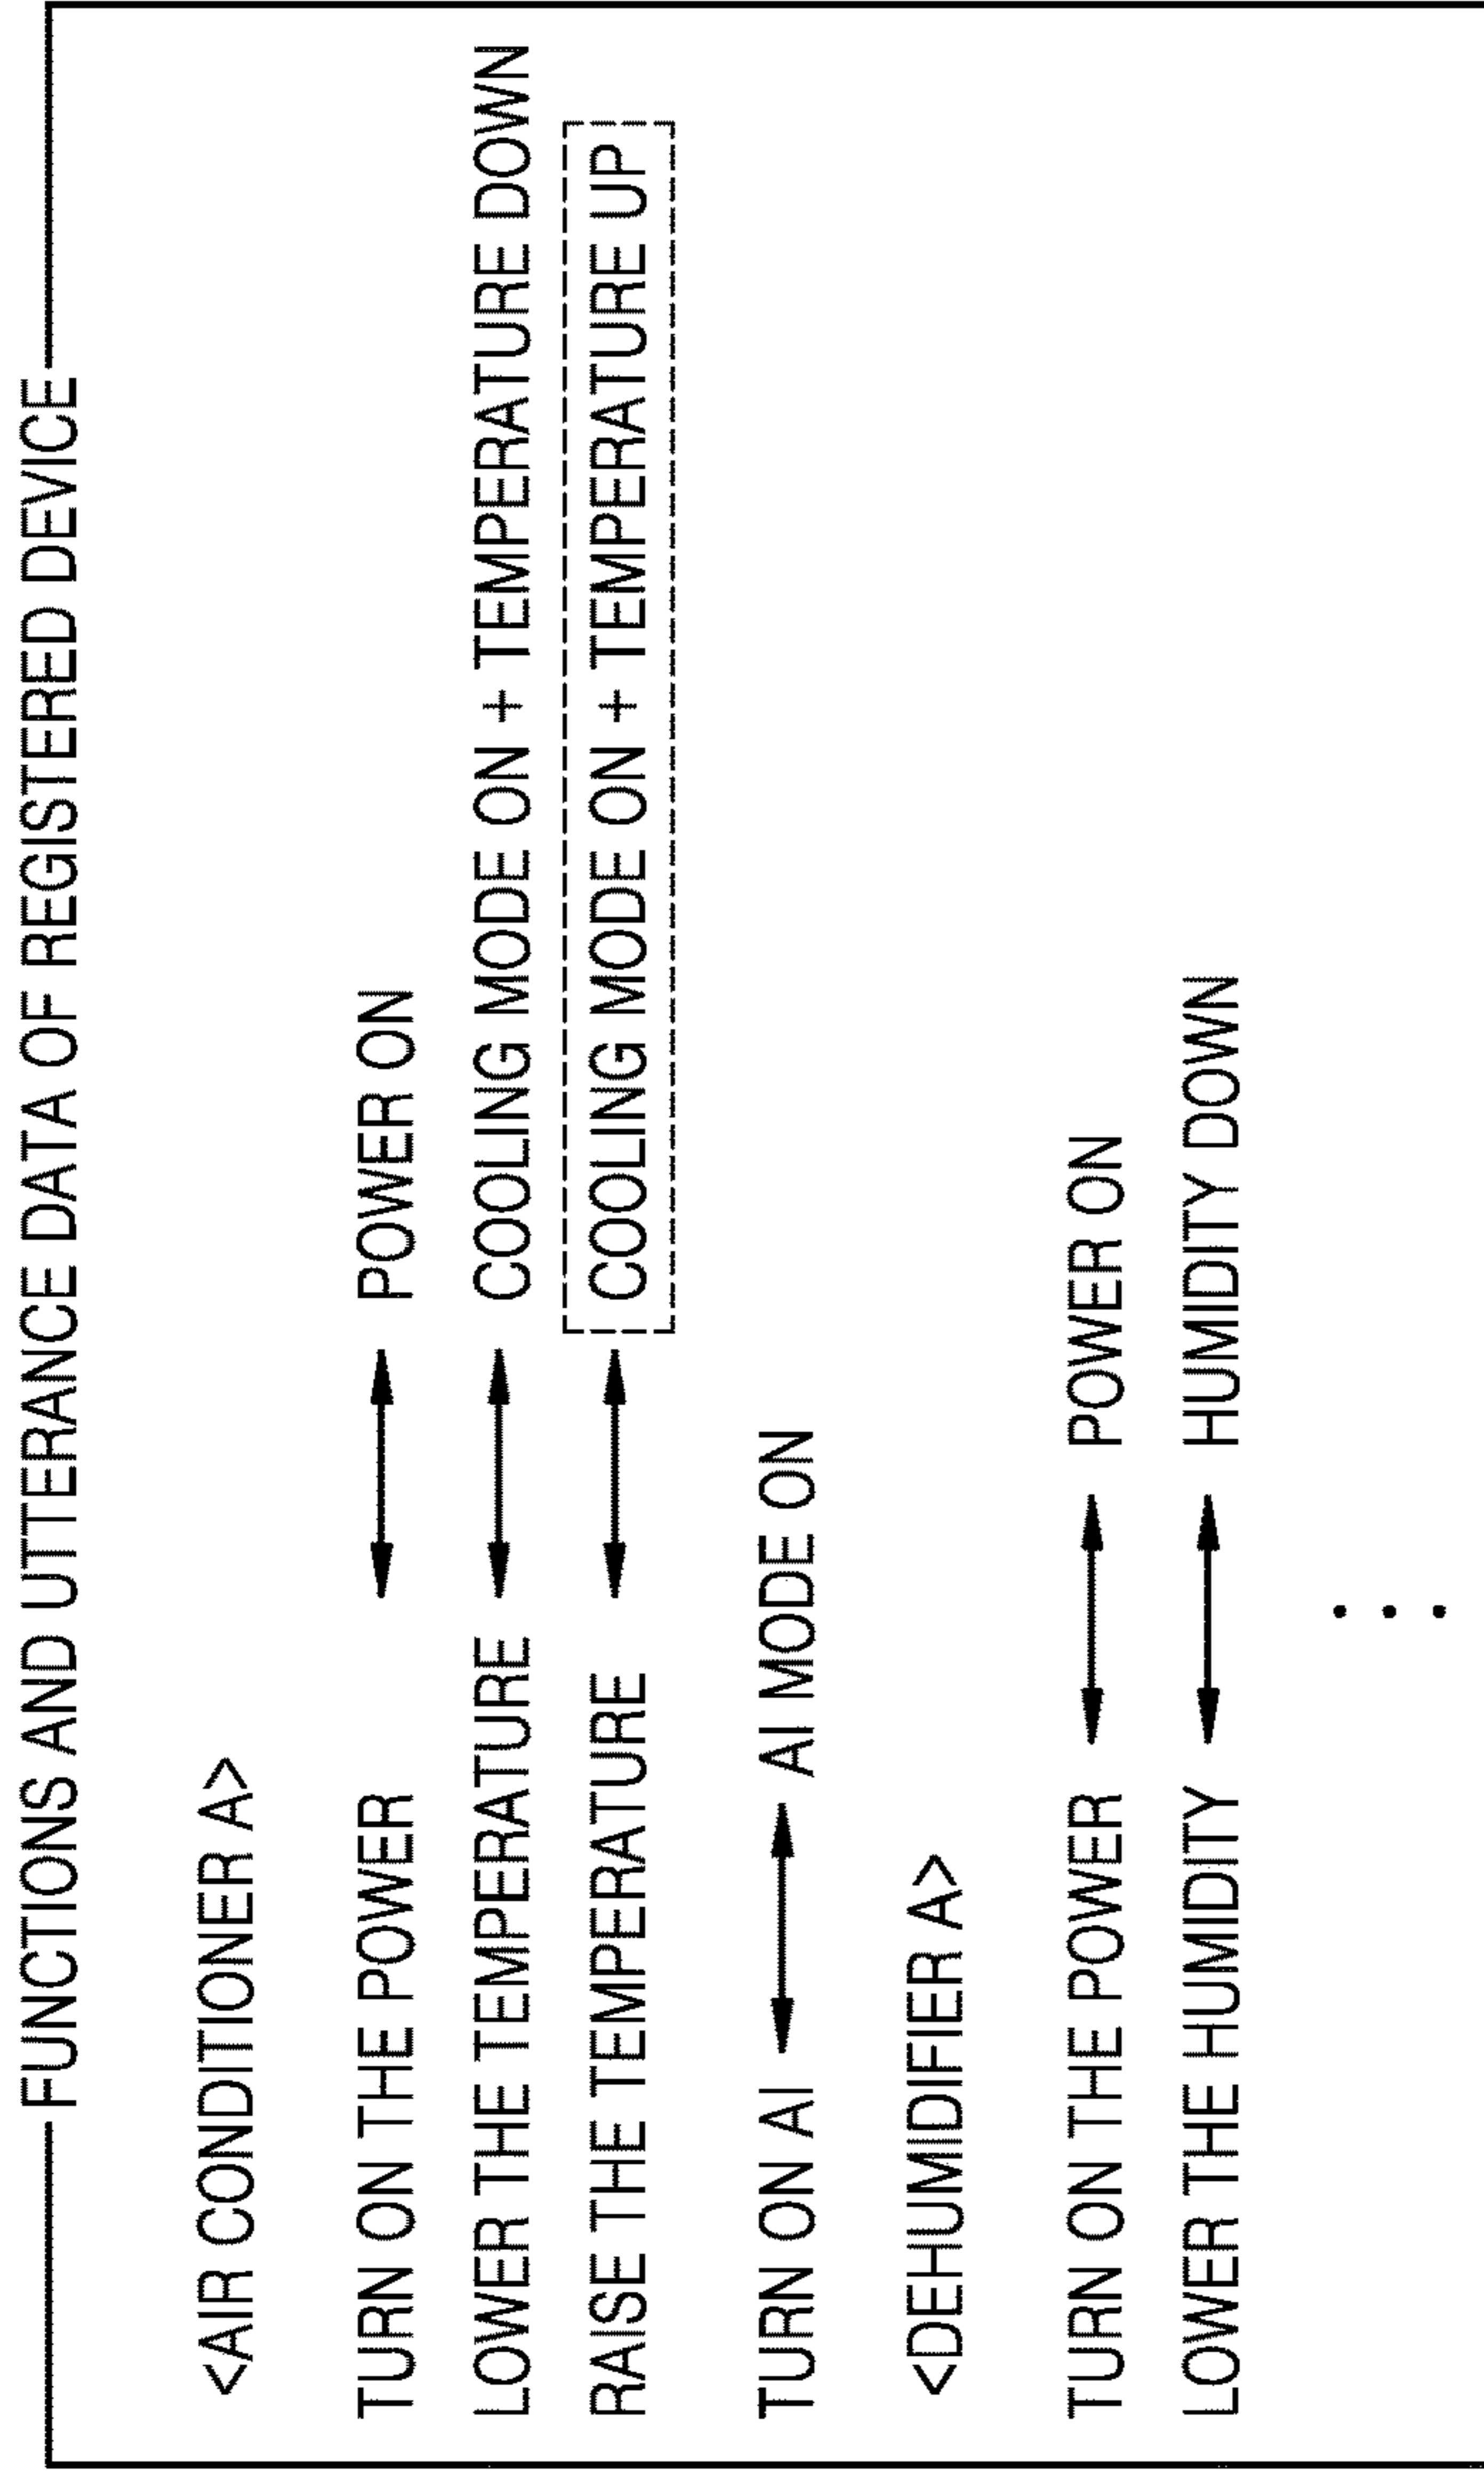 FUNCTIONS AND UTTERANCE DATA OF REGISTERED DEVICE
<AIR CONDITIONER A>
TURN ON THE POWER POWER ON
LOWER THE TEMPERATURE COOLING MODE ON + TEMPERATURE DOWN
RAISE THE TEMPERATURE COOLING MODE ON + TEMPERATURE UP
TURN ON AI AI MODE ON
<DEHUMIDIFIER A>
TURN ON THE POWER POWER ON
LOWER THE HUMIDITY HUMIDITY DOWN